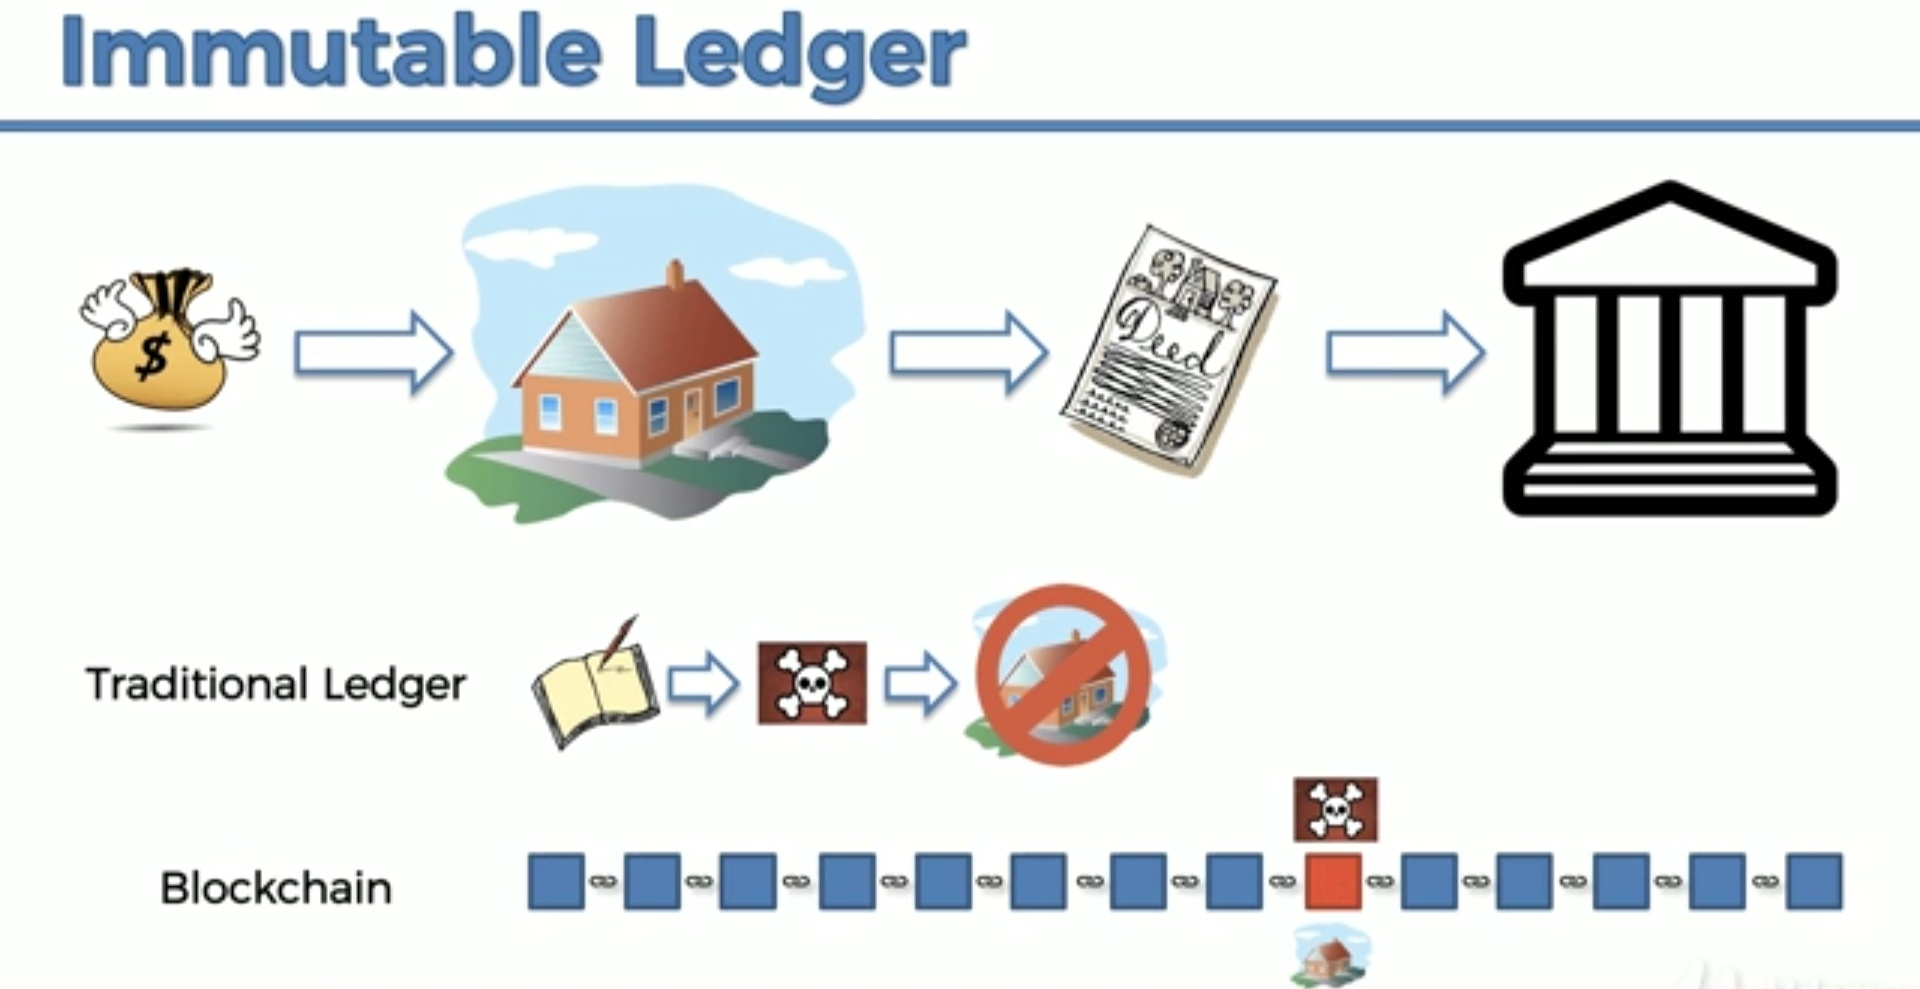 Immutable Ledger
$
Deed
Traditional Ledger
Blockchain